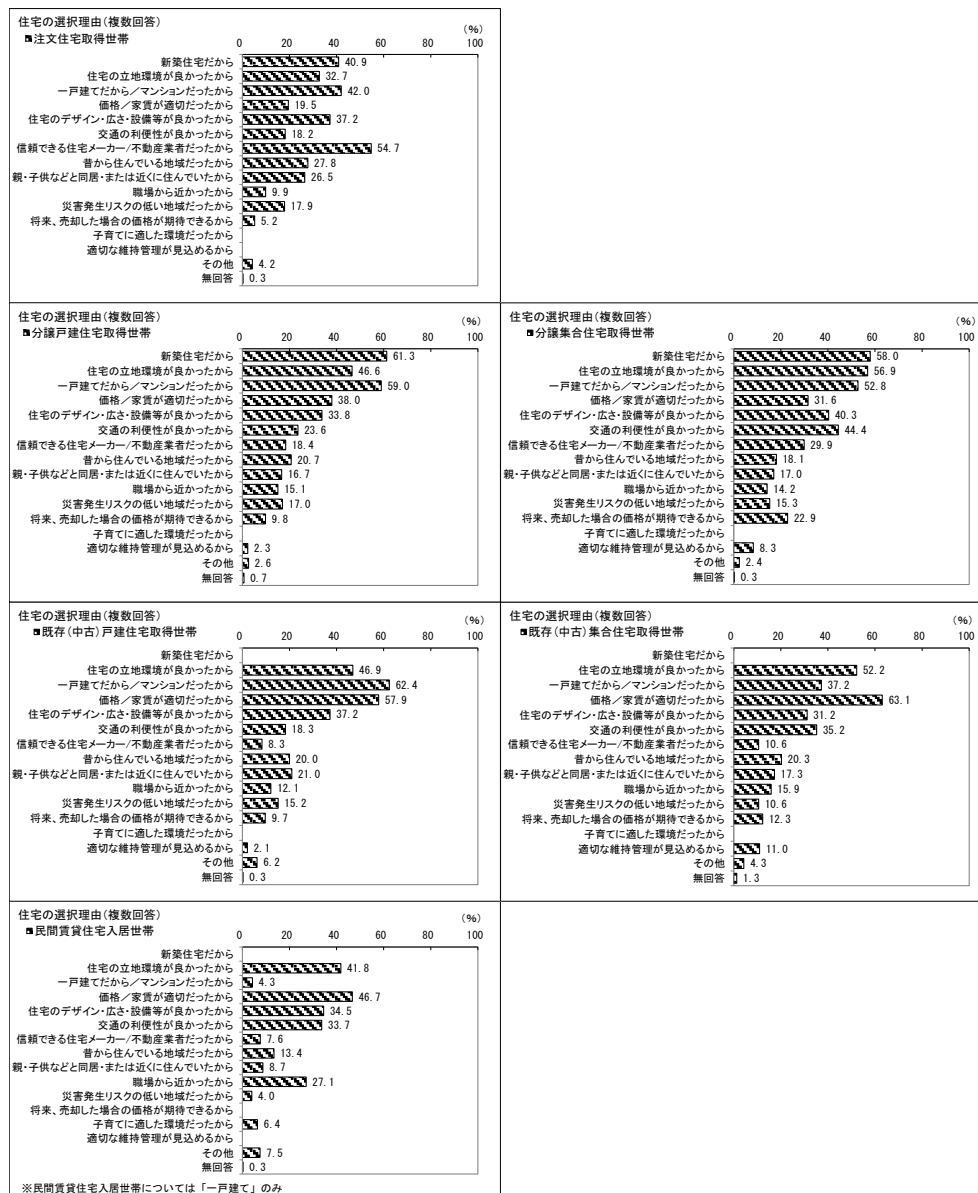 住宅の選択理由(複数回答)
■注文住宅取得世帯
(%)
0 20 40 60 80 100
新築住宅だから 40.9
住宅の立地環境が良かったから 32.7
一戸建てだから／マンションだったから 42.0
価格／家賃が適切だったから 19.5
住宅のデザイン・広さ・設備等が良かったから 37.2
交通の利便性が良かったから 18.2
信頼できる住宅メーカー/不動産業者だったから 54.7
昔から住んでいる地域だったから 27.8
親・子供などと同居・または近くに住んでいたから 26.5
職場から近かったから 9.9
災害発生リスクの低い地域だったから 17.9
将来、売却した場合の価格が期待できるから 5.2
子育てに適した環境だったから
適切な維持管理が見込めるから
その他 4.2
無回答 0.3
住宅の選択理由(複数回答)
■分譲戸建住宅取得世帯
(%)
0 20 40 60 80 100
新築住宅だから 61.3
住宅の立地環境が良かったから 46.6
一戸建てだから／マンションだったから 59.0
価格／家賃が適切だったから 38.0
住宅のデザイン・広さ・設備等が良かったから 33.8
交通の利便性が良かったから 23.6
信頼できる住宅メーカー/不動産業者だったから 18.4
昔から住んでいる地域だったから 20.7
親・子供などと同居・または近くに住んでいたから 16.7
職場から近かったから 15.1
災害発生リスクの低い地域だったから 17.0
将来、売却した場合の価格が期待できるから 9.8
子育てに適した環境だったから
適切な維持管理が見込めるから 2.3
その他 2.6
無回答 0.7
住宅の選択理由(複数回答)
■分譲集合住宅取得世帯
(%)
0 20 40 60 80 100
新築住宅だから 58.0
住宅の立地環境が良かったから 56.9
一戸建てだから／マンションだったから 52.8
価格／家賃が適切だったから 31.6
住宅のデザイン・広さ・設備等が良かったから 40.3
交通の利便性が良かったから 44.4
信頼できる住宅メーカー/不動産業者だったから 29.9
昔から住んでいる地域だったから 18.1
親・子供などと同居・または近くに住んでいたから 17.0
職場から近かったから 14.2
災害発生リスクの低い地域だったから 15.3
将来、売却した場合の価格が期待できるから 22.9
子育てに適した環境だったから
適切な維持管理が見込めるから 8.3
その他 2.4
無回答 0.3
住宅の選択理由(複数回答)
■既存(中古)戸建住宅取得世帯
(%)
0 20 40 60 80 100
新築住宅だから
住宅の立地環境が良かったから 46.9
一戸建てだから／マンションだったから 62.4
価格／家賃が適切だったから 57.9
住宅のデザイン・広さ・設備等が良かったから 37.2
交通の利便性が良かったから 18.3
信頼できる住宅メーカー/不動産業者だったから 8.3
昔から住んでいる地域だったから 20.0
親・子供などと同居・または近くに住んでいたから 21.0
職場から近かったから 12.1
災害発生リスクの低い地域だったから 15.2
将来、売却した場合の価格が期待できるから 9.7
子育てに適した環境だったから
適切な維持管理が見込めるから 2.1
その他 6.2
無回答 0.3
住宅の選択理由(複数回答)
■既存(中古)集合住宅取得世帯
(%)
0 20 40 60 80 100
新築住宅だから
住宅の立地環境が良かったから 52.2
一戸建てだから／マンションだったから 37.2
価格／家賃が適切だったから 63.1
住宅のデザイン・広さ・設備等が良かったから 31.2
交通の利便性が良かったから 35.2
信頼できる住宅メーカー/不動産業者だったから 10.6
昔から住んでいる地域だったから 20.3
親・子供などと同居・または近くに住んでいたから 17.3
職場から近かったから 15.9
災害発生リスクの低い地域だったから 10.6
将来、売却した場合の価格が期待できるから 12.3
子育てに適した環境だったから
適切な維持管理が見込めるから 11.0
その他 4.3
無回答 1.3
住宅の選択理由(複数回答)
■民間賃貸住宅入居世帯
(%)
0 20 40 60 80 100
新築住宅だから
住宅の立地環境が良かったから 41.8
一戸建てだから／マンションだったから 4.3
価格／家賃が適切だったから 46.7
住宅のデザイン・広さ・設備等が良かったから 34.5
交通の利便性が良かったから 33.7
信頼できる住宅メーカー/不動産業者だったから 7.6
昔から住んでいる地域だったから 13.4
親・子供などと同居・または近くに住んでいたから 8.7
職場から近かったから 27.1
災害発生リスクの低い地域だったから 4.0
将来、売却した場合の価格が期待できるから
子育てに適した環境だったから 6.4
適切な維持管理が見込めるから
その他 7.5
無回答 0.3
※民間賃貸住宅入居世帯については「一戸建て」のみ